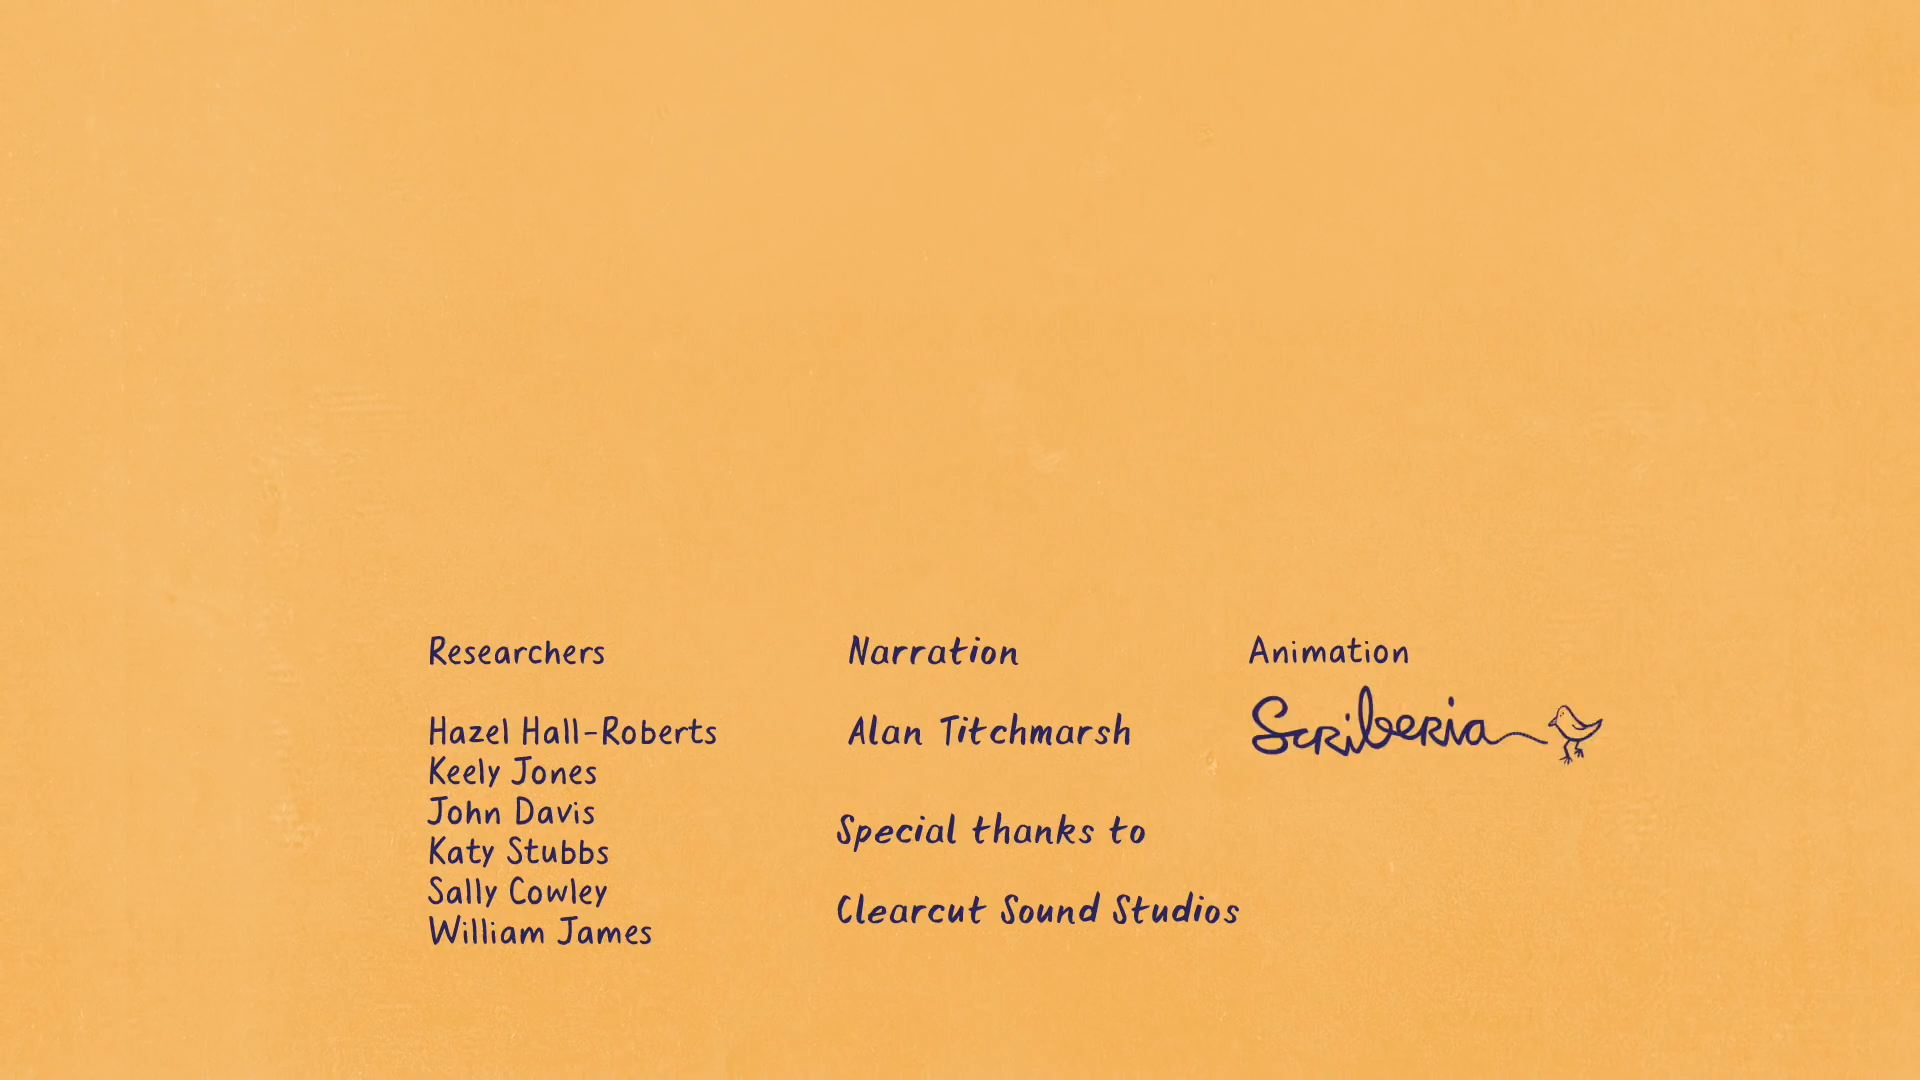 Researchers
Hazel Hall-Roberts
Keely Jones
John Davis
Katy Stubbs
Sally Cowley
William James
Narration
Alan Titchmarsh
Special thanks to
Clearcut Sound Studios
Animation
Scriberia